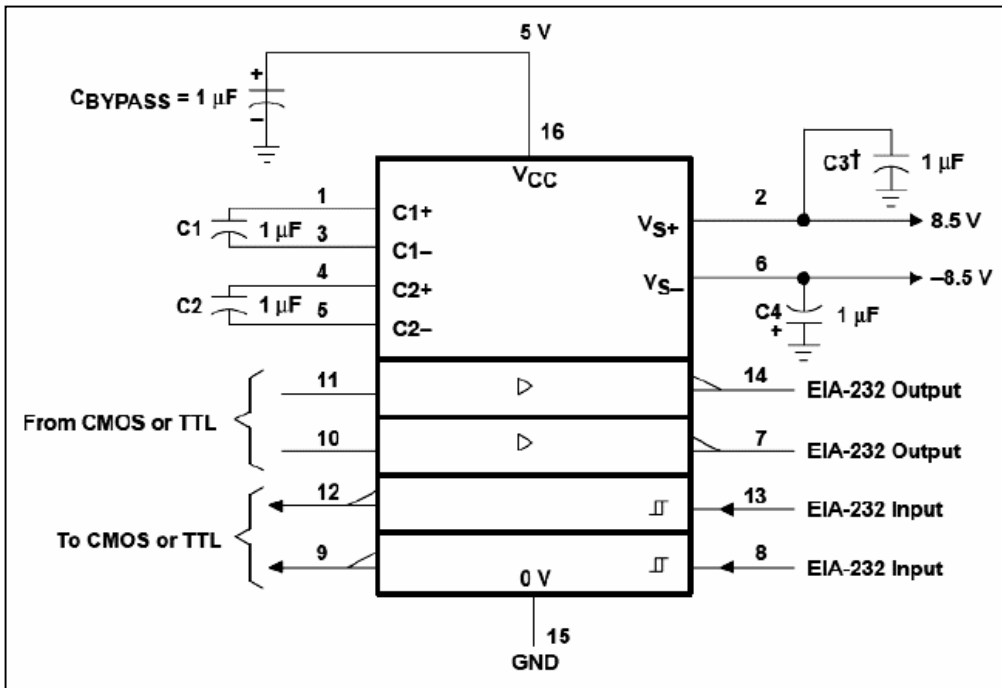 5 V
+
CBYPASS = 1 µF
–
16
VCC
C3† 1 µF
1
C1+
C1 1 µF
3
C1–
2
VS+
8.5 V
4
C2+
C2 1 µF
5
C2–
6
VS–
–8.5 V
C4 1 µF
+
11
14
EIA-232 Output
From CMOS or TTL
10
7
EIA-232 Output
12
13
EIA-232 Input
To CMOS or TTL
9
8
EIA-232 Input
0 V
15
GND